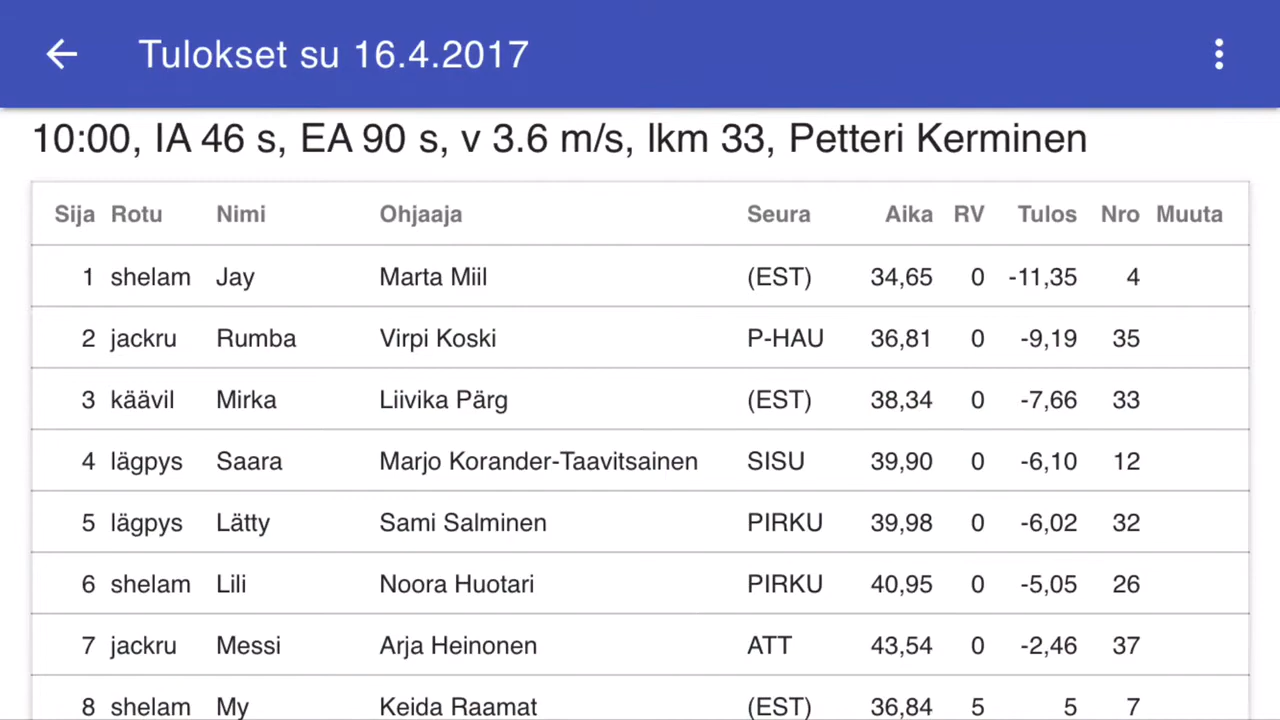 Tulokset su 16.4.2017
10:00, IA 46 s, EA 90 s, v 3.6 m/s, lkm 33, Petteri Kerminen
Sija Rotu Nimi Ohjaaja Seura Aika RV Tulos Nro Muuta
1 shelam Jay Marta Miil (EST) 34,65 0 -11,35 4
2 jackru Rumba Virpi Koski P-HAU 36,81 0 -9,19 35
3 käävil Mirka Liivika Pärg (EST) 38,34 0 -7,66 33
4 lägpys Saara Marjo Korander-Taavitsainen SISU 39,90 0 -6,10 12
5 lägpys Lätty Sami Salminen PIRKU 39,98 0 -6,02 32
6 shelam Lili Noora Huotari PIRKU 40,95 0 -5,05 26
7 jackru Messi Arja Heinonen ATT 43,54 0 -2,46 37
8 shelam My Keida Raamat (EST) 36,84 5 5 7